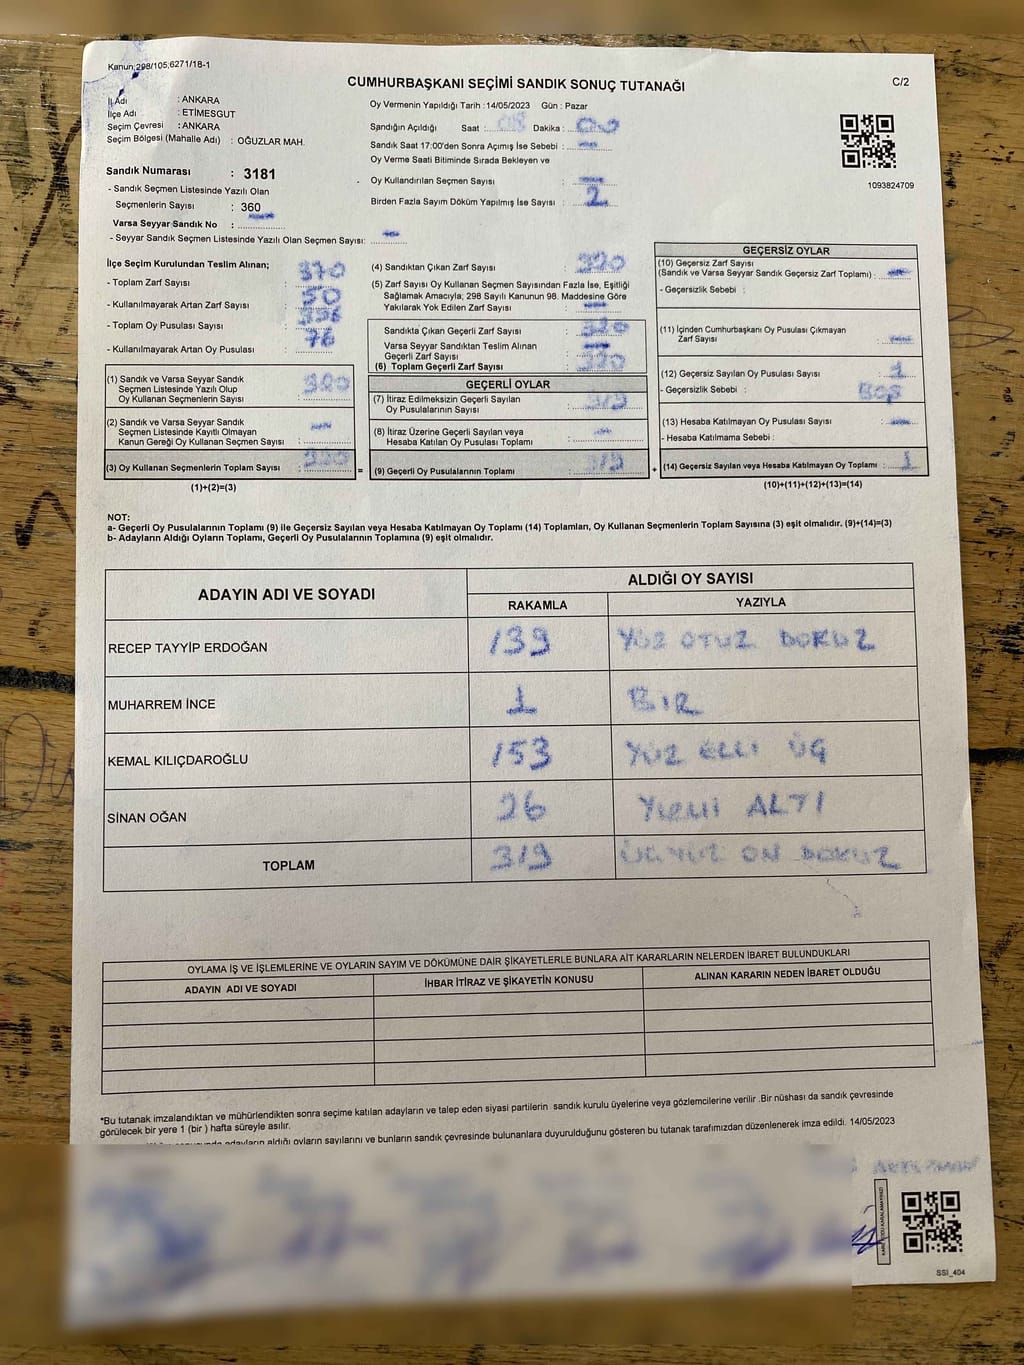 Kanun;298/105;6271/18-1
CUMHURBAŞKANI SEÇİMİ SANDIK SONUÇ TUTANAĞI
C/2
İl Adı : ANKARA
İlçe Adı : ETİMESGUT
Seçim Çevresi : ANKARA
Seçim Bölgesi (Mahalle Adı) : OĞUZLAR MAH.
Sandık Numarası : 3181
- Sandık Seçmen Listesinde Yazılı Olan
Seçmenlerin Sayısı : 360
Varsa Seyyar Sandık No : —
- Seyyar Sandık Seçmen Listesinde Yazılı Olan Seçmen Sayısı: —
Oy Vermenin Yapıldığı Tarih : 14/05/2023 Gün : Pazar
Sandığın Açıldığı Saat : 08 Dakika : 00
Sandık Saat 17:00'den Sonra Açımış İse Sebebi : —
Oy Verme Saati Bitiminde Sırada Bekleyen ve
Oy Kullandırılan Seçmen Sayısı : —
Birden Fazla Sayım Döküm Yapılmış İse Sayısı : 2
1093824709
İlçe Seçim Kurulundan Teslim Alınan;
- Toplam Zarf Sayısı : 370
- Kullanılmayarak Artan Zarf Sayısı : 50
- Toplam Oy Pusulası Sayısı : 396
- Kullanılmayarak Artan Oy Pusulası : 76
(1) Sandık ve Varsa Seyyar Sandık
Seçmen Listesinde Yazılı Olup
Oy Kullanan Seçmenlerin Sayısı : 320
(2) Sandık ve Varsa Seyyar Sandık
Seçmen Listesinde Kayıtlı Olmayan
Kanun Gereği Oy Kullanan Seçmen Sayısı : —
(3) Oy Kullanan Seçmenlerin Toplam Sayısı : 320 =
(1)+(2)=(3)
(4) Sandıktan Çıkan Zarf Sayısı : 320
(5) Zarf Sayısı Oy Kullanan Seçmen Sayısından Fazla İse, Eşitliği
Sağlamak Amacıyla; 298 Sayılı Kanunun 98. Maddesine Göre
Yakılarak Yok Edilen Zarf Sayısı : —
Sandıkta Çıkan Geçerli Zarf Sayısı : 320
Varsa Seyyar Sandıktan Teslim Alınan
Geçerli Zarf Sayısı : —
(6) Toplam Geçerli Zarf Sayısı : 320
GEÇERLİ OYLAR
(7) İtiraz Edilmeksizin Geçerli Sayılan
Oy Pusulalarının Sayısı : 319
(8) İtiraz Üzerine Geçerli Sayılan veya
Hesaba Katılan Oy Pusulası Toplamı : —
(9) Geçerli Oy Pusulalarının Toplamı : 319 +
GEÇERSİZ OYLAR
(10) Geçersiz Zarf Sayısı
(Sandık ve Varsa Seyyar Sandık Geçersiz Zarf Toplamı) : —
- Geçersizlik Sebebi :
(11) İçinden Cumhurbaşkanı Oy Pusulası Çıkmayan
Zarf Sayısı : —
(12) Geçersiz Sayılan Oy Pusulası Sayısı : 1
- Geçersizlik Sebebi : BOŞ
(13) Hesaba Katılmayan Oy Pusulası Sayısı : —
- Hesaba Katılmama Sebebi :
(14) Geçersiz Sayılan veya Hesaba Katılmayan Oy Toplamı : 1
(10)+(11)+(12)+(13)=(14)
NOT:
a- Geçerli Oy Pusulalarının Toplamı (9) ile Geçersiz Sayılan veya Hesaba Katılmayan Oy Toplamı (14) Toplamları, Oy Kullanan Seçmenlerin Toplam Sayısına (3) eşit olmalıdır. (9)+(14)=(3)
b- Adayların Aldığı Oyların Toplamı, Geçerli Oy Pusulalarının Toplamına (9) eşit olmalıdır.
ADAYIN ADI VE SOYADI
ALDIĞI OY SAYISI
RAKAMLA YAZIYLA
RECEP TAYYİP ERDOĞAN 139 YÜZ OTUZ DOKUZ
MUHARREM İNCE 1 BIR
KEMAL KILIÇDAROĞLU 153 YÜZ ELLİ ÜÇ
SİNAN OĞAN 26 YİRMİ ALTI
TOPLAM 319 ÜÇ YÜZ ON DOKUZ
OYLAMA İŞ VE İŞLEMLERİNE VE OYLARIN SAYIM VE DÖKÜMÜNE DAİR ŞİKAYETLERLE BUNLARA AİT KARARLARIN NELERDEN İBARET BULUNDUKLARI
ADAYIN ADI VE SOYADI İHBAR İTİRAZ VE ŞİKAYETİN KONUSU ALINAN KARARIN NEDEN İBARET OLDUĞU
*Bu tutanak imzalandıktan ve mühürlendikten sonra seçime katılan adayların ve talep eden siyasi partilerin sandık kurulu üyelerine veya gözlemcilerine verilir .Bir nüshası da sandık çevresinde
görülecek bir yere 1 (bir ) hafta süreyle asılır.
adayların aldığı oyların sayılarını ve bunların sandık çevresinde bulunanlara duyurulduğunu gösteren bu tutanak tarafımızdan düzenlenerek imza edildi. 14/05/2023
SSI_404